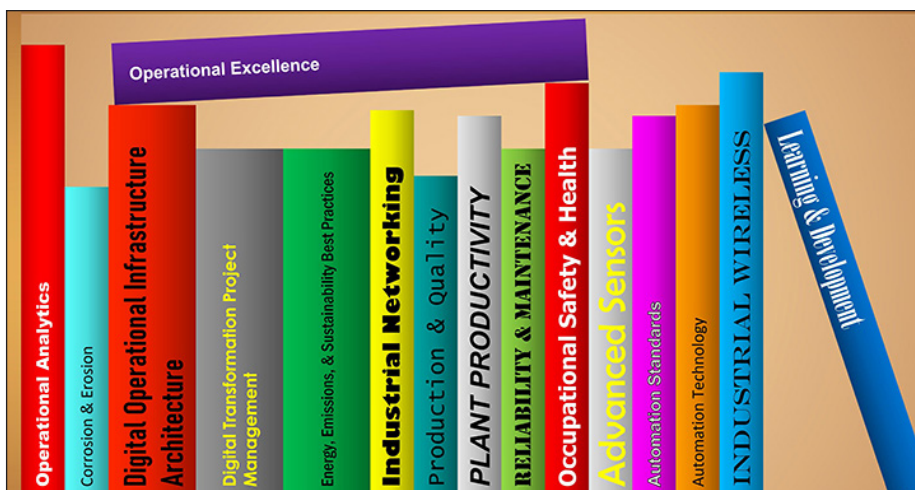 Operational Excellence
Operational Analytics
Corrosion & Erosion
Digital Operational Infrastructure
Architecture
Digital Transformation Project
Management
Energy, Emissions, & Sustainability Best Practices
Industrial Networking
Production & Quality
PLANT PRODUCTIVITY
RELIABILITY & MAINTENANCE
Occupational Safety & Health
Advanced Sensors
Automation Standards
Automation Technology
INDUSTRIAL WIRELESS
Learning & Development